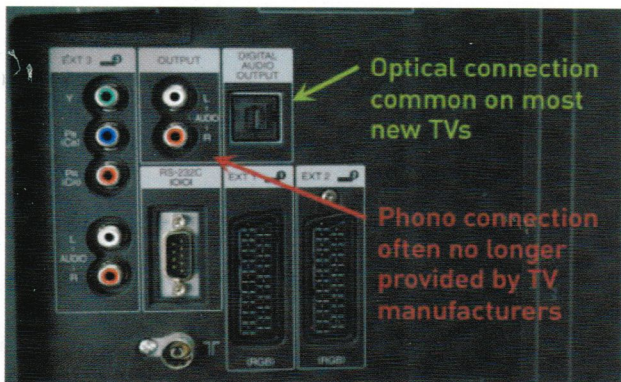 EXT 3
OUTPUT
DIGITAL
AUDIO
OUTPUT
Optical connection
common on most
new TVs
Y
L
AUDIO
R
PB
(CB)
PR
(CR)
RS-232C
IOIOI
EXT 1
EXT 2
Phono connection
often no longer
provided by TV
manufacturers
L
AUDIO
R
(RGB)
(RGB)